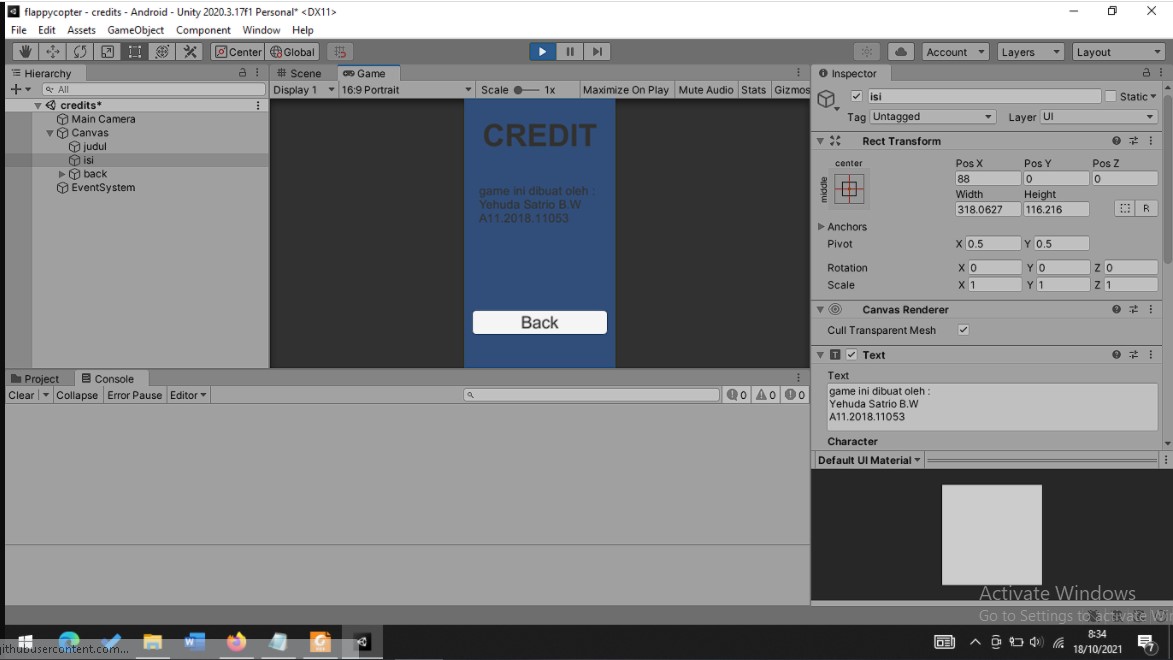 flappycopter - credits - Android - Unity 2020.3.17f1 Personal* <DX11>
File Edit Assets GameObject Component Window Help
Center Global Account Layers Layout
Hierarchy
All
credits*
Main Camera
Canvas
judul
isi
back
EventSystem
Scene Game
Display 1 16:9 Portrait Scale 1x Maximize On Play Mute Audio Stats Gizmos
CREDIT
game ini dibuat oleh :
Yehuda Satrio B.W
A11.2018.11053
Back
Project Console
Clear Collapse Error Pause Editor 0 0 0
Inspector
isi Static
Tag Untagged Layer UI
Rect Transform
center Pos X Pos Y Pos Z
middle 88 0 0
Width Height
318.0627 116.216 R
Anchors
Pivot X 0.5 Y 0.5
Rotation X 0 Y 0 Z 0
Scale X 1 Y 1 Z 1
Canvas Renderer
Cull Transparent Mesh
Text
Text
game ini dibuat oleh :
Yehuda Satrio B.W
A11.2018.11053
Character
Default UI Material
Activate Windows
Go to Settings to activate Wi
githubusercontent.com...
8:34
18/10/2021
7